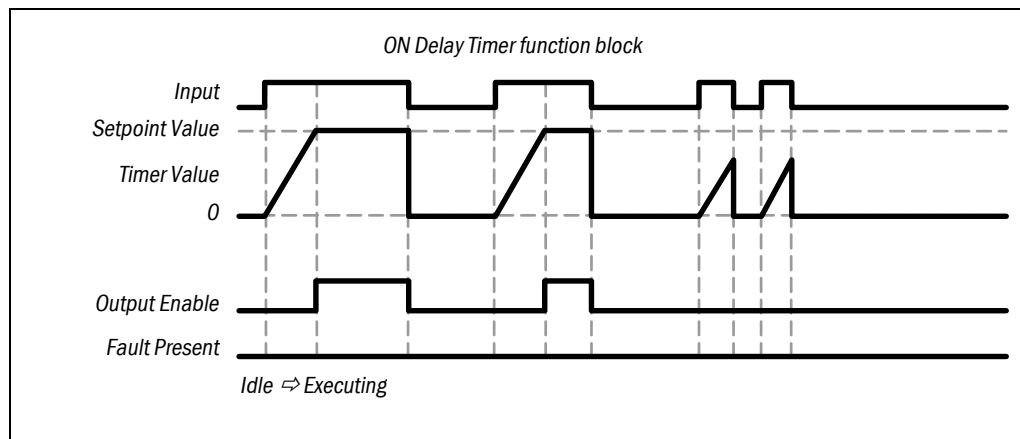 ON Delay Timer function block
Input
Setpoint Value
Timer Value
0
Output Enable
Fault Present
Idle ⇨ Executing